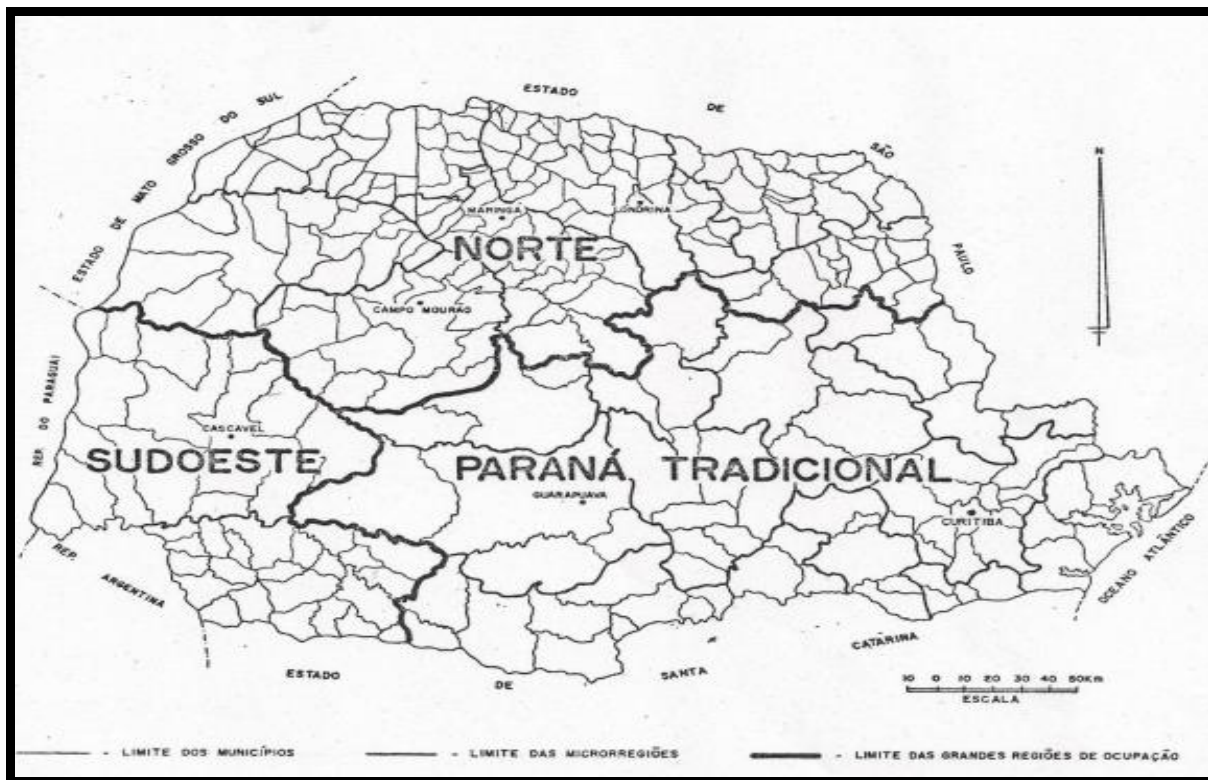 ESTADO DE SÃO PAULO
ESTADO DE MATO GROSSO DO SUL
N
MARINGA
LONDRINA
NORTE
CAMPO MOURÃO
REP. DO PARAGUAI
CASCAVEL
SUDOESTE
PARANÁ TRADICIONAL
GUARAPUAVA
CURITIBA
OCEANO ATLÂNTICO
REP. ARGENTINA
ESTADO DE SANTA CATARINA
10 0 10 20 30 40 50Km
ESCALA
- LIMITE DOS MUNICÍPIOS
- LIMITE DAS MICRORREGIÕES
- LIMITE DAS GRANDES REGIÕES DE OCUPAÇÃO